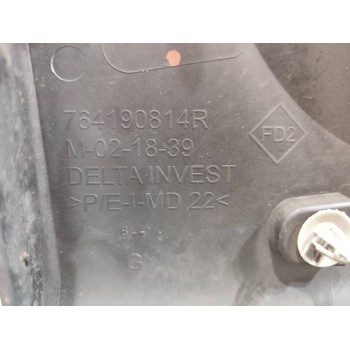 764190814R
FD2
M-02-18-39
DELTA INVEST
>P/E-I-MD 22<
G